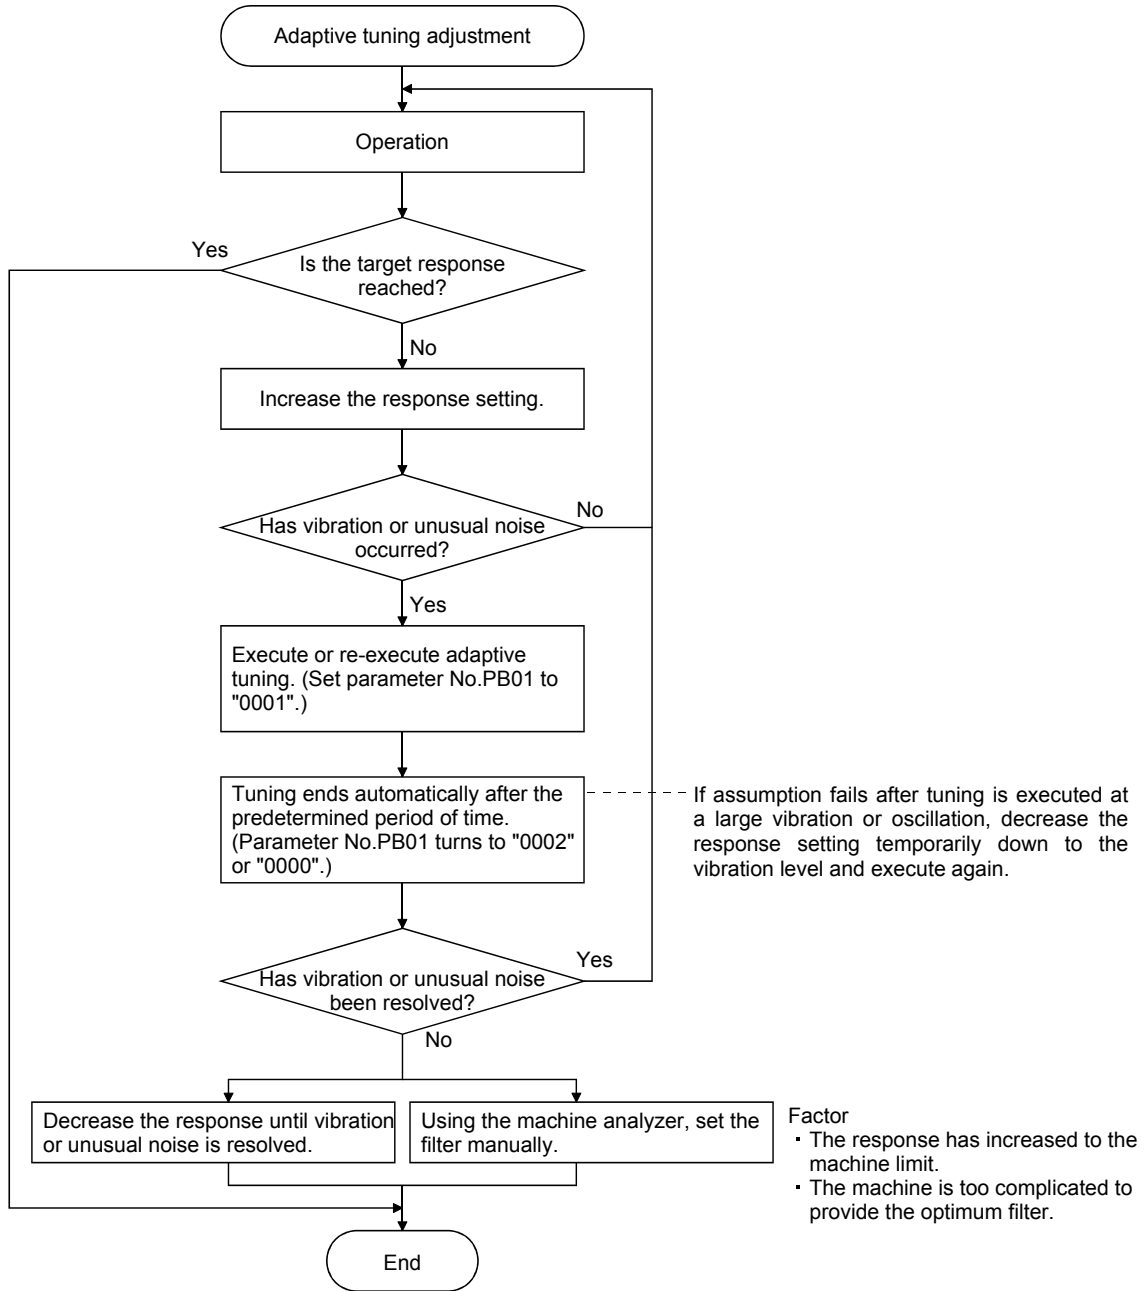 Adaptive tuning adjustment
Operation
Yes
Is the target response
reached?
No
Increase the response setting.
Has vibration or unusual noise
occurred?
No
Yes
Execute or re-execute adaptive
tuning. (Set parameter No.PB01 to
"0001".)
Tuning ends automatically after the
predetermined period of time.
(Parameter No.PB01 turns to "0002"
or "0000".)
If assumption fails after tuning is executed at
a large vibration or oscillation, decrease the
response setting temporarily down to the
vibration level and execute again.
Has vibration or unusual noise
been resolved?
Yes
No
Decrease the response until vibration
or unusual noise is resolved.
Using the machine analyzer, set the
filter manually.
Factor
・The response has increased to the
machine limit.
・The machine is too complicated to
provide the optimum filter.
End